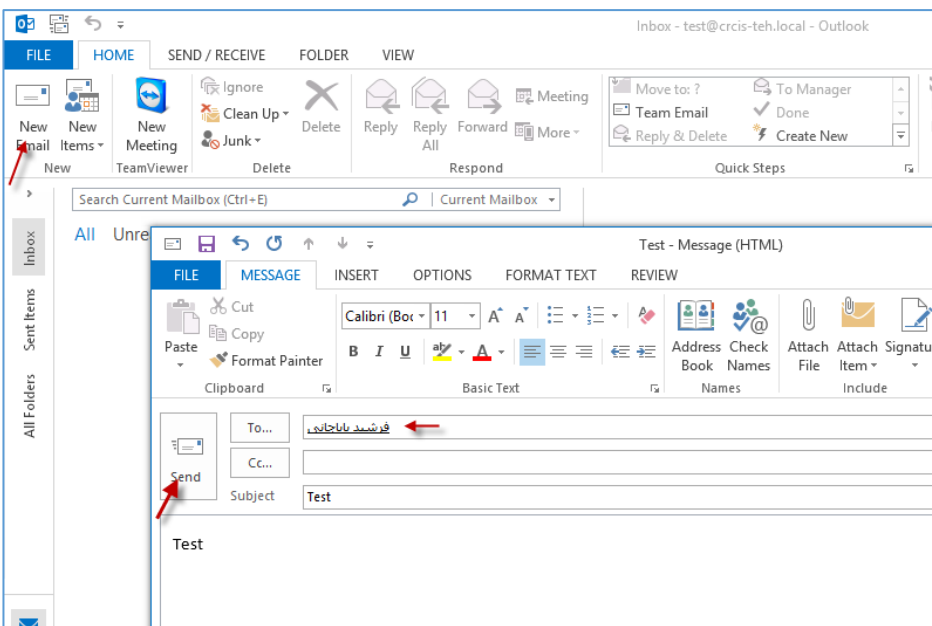 Inbox - test@crcis-teh.local - Outlook
FILE HOME SEND / RECEIVE FOLDER VIEW
New Email
New Items
New Meeting
Ignore
Clean Up
Junk
Delete
Reply
Reply All
Forward
Meeting
More
Move to: ?
Team Email
Reply & Delete
To Manager
Done
Create New
New
TeamViewer
Delete
Respond
Quick Steps
Search Current Mailbox (Ctrl+E)
Current Mailbox
All Unre
Inbox
Sent Items
All Folders
Test - Message (HTML)
FILE MESSAGE INSERT OPTIONS FORMAT TEXT REVIEW
Paste
Cut
Copy
Format Painter
Calibri (Boc 11
A A
B I U aby A
Address Book
Check Names
Attach File
Attach Item
Signatu
Clipboard
Basic Text
Names
Include
Send
To...
فرشید باباجانی
Cc...
Subject
Test
Test